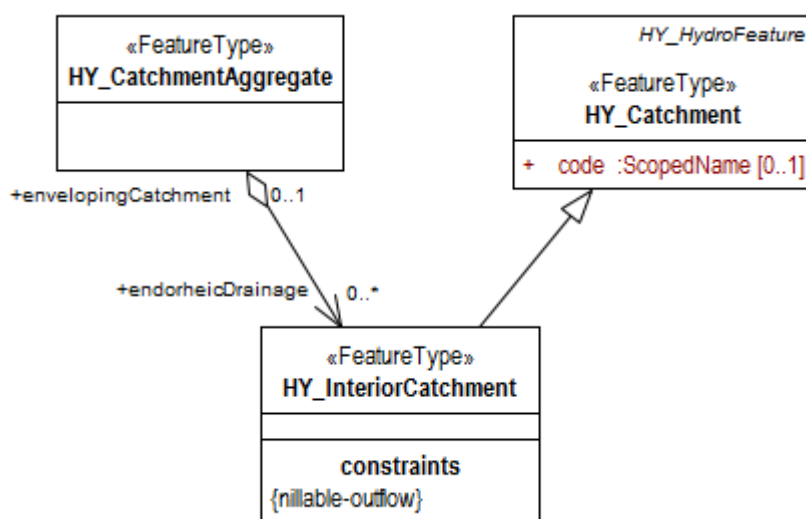 «FeatureType»
HY_CatchmentAggregate
HY_HydroFeature
«FeatureType»
HY_Catchment
+ code :ScopedName [0..1]
+envelopingCatchment
0..1
+endorheicDrainage
0..*
«FeatureType»
HY_InteriorCatchment
constraints
{nillable-outflow}